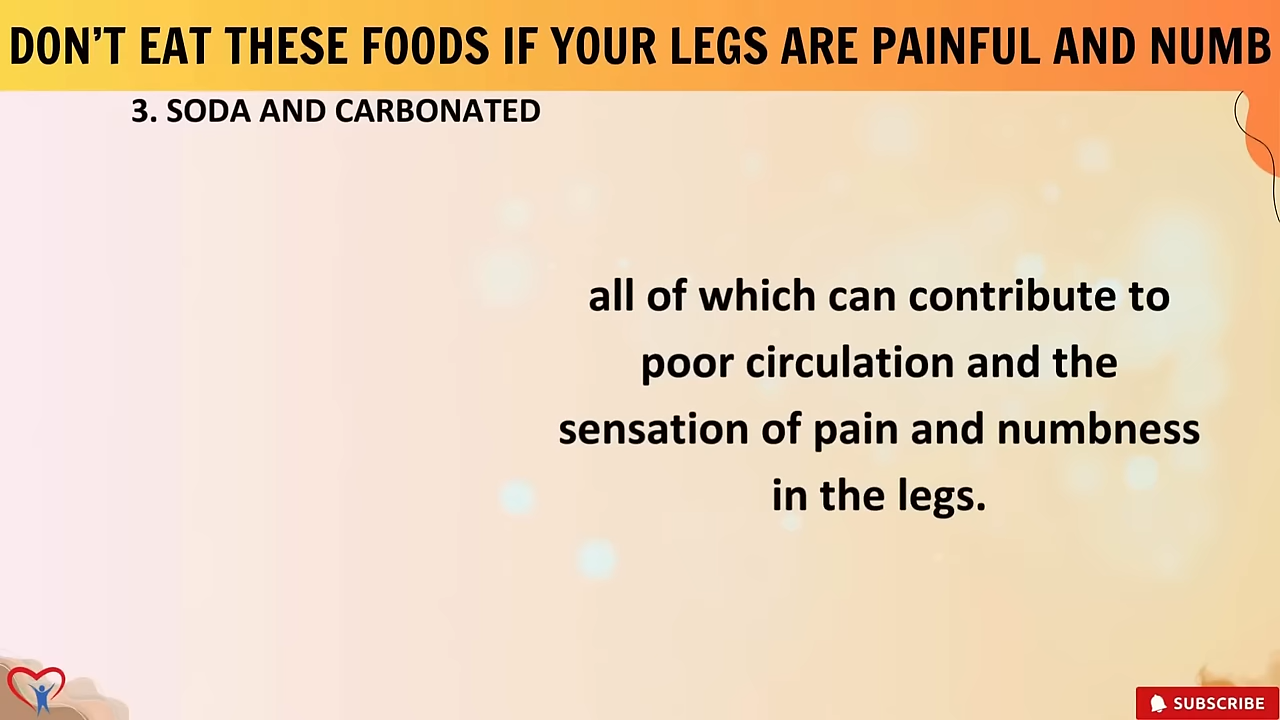 DON'T EAT THESE FOODS IF YOUR LEGS ARE PAINFUL AND NUMB
3. SODA AND CARBONATED
all of which can contribute to
poor circulation and the
sensation of pain and numbness
in the legs.
SUBSCRIBE